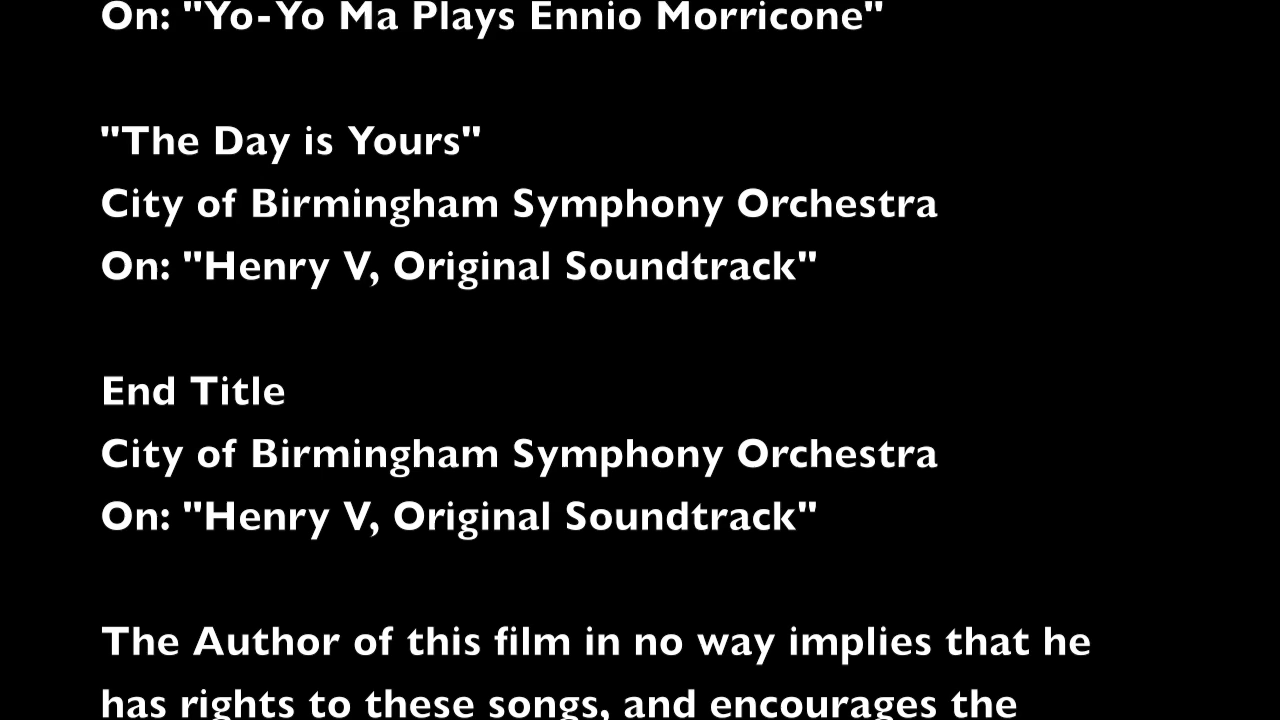 On: "Yo-Yo Ma Plays Ennio Morricone"
"The Day is Yours"
City of Birmingham Symphony Orchestra
On: "Henry V, Original Soundtrack"
End Title
City of Birmingham Symphony Orchestra
On: "Henry V, Original Soundtrack"
The Author of this film in no way implies that he
has rights to these songs, and encourages the